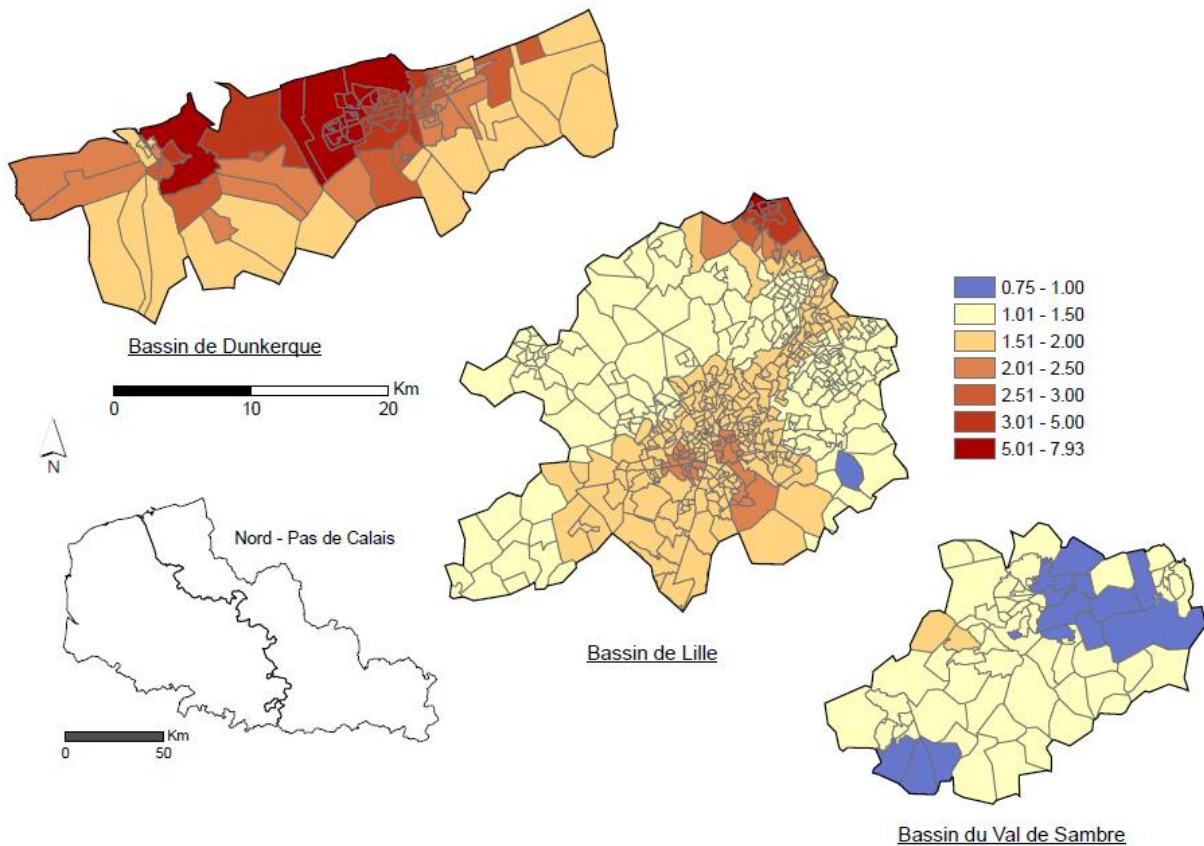 Bassin de Dunkerque
Km
0 10 20
N
Nord - Pas de Calais
Km
0 50
Bassin de Lille
0.75 - 1.00
1.01 - 1.50
1.51 - 2.00
2.01 - 2.50
2.51 - 3.00
3.01 - 5.00
5.01 - 7.93
Bassin du Val de Sambre